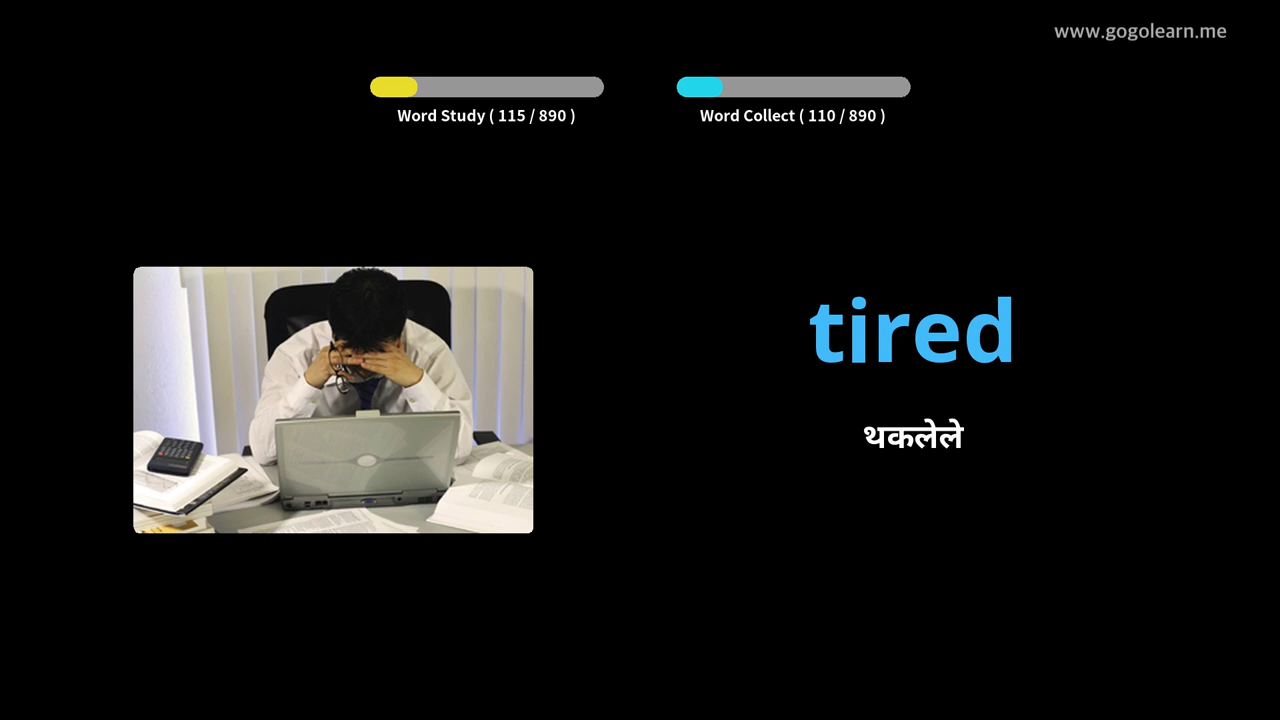 www.gogolearn.me
Word Study ( 115 / 890 )
Word Collect ( 110 / 890 )
tired
थकलेले